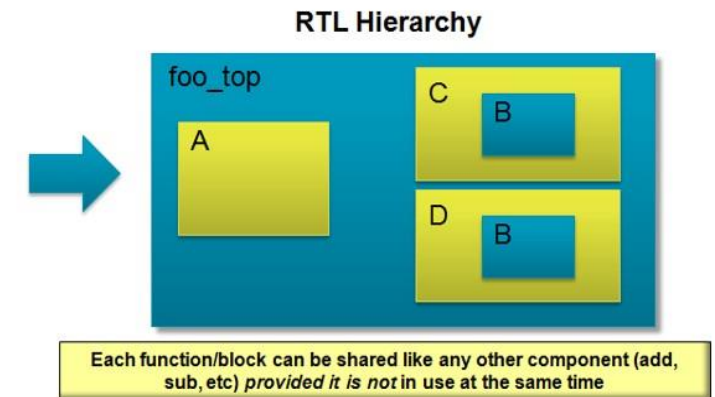 RTL Hierarchy
foo_top
A
C
B
D
B
Each function/block can be shared like any other component (add,
sub, etc) provided it is not in use at the same time